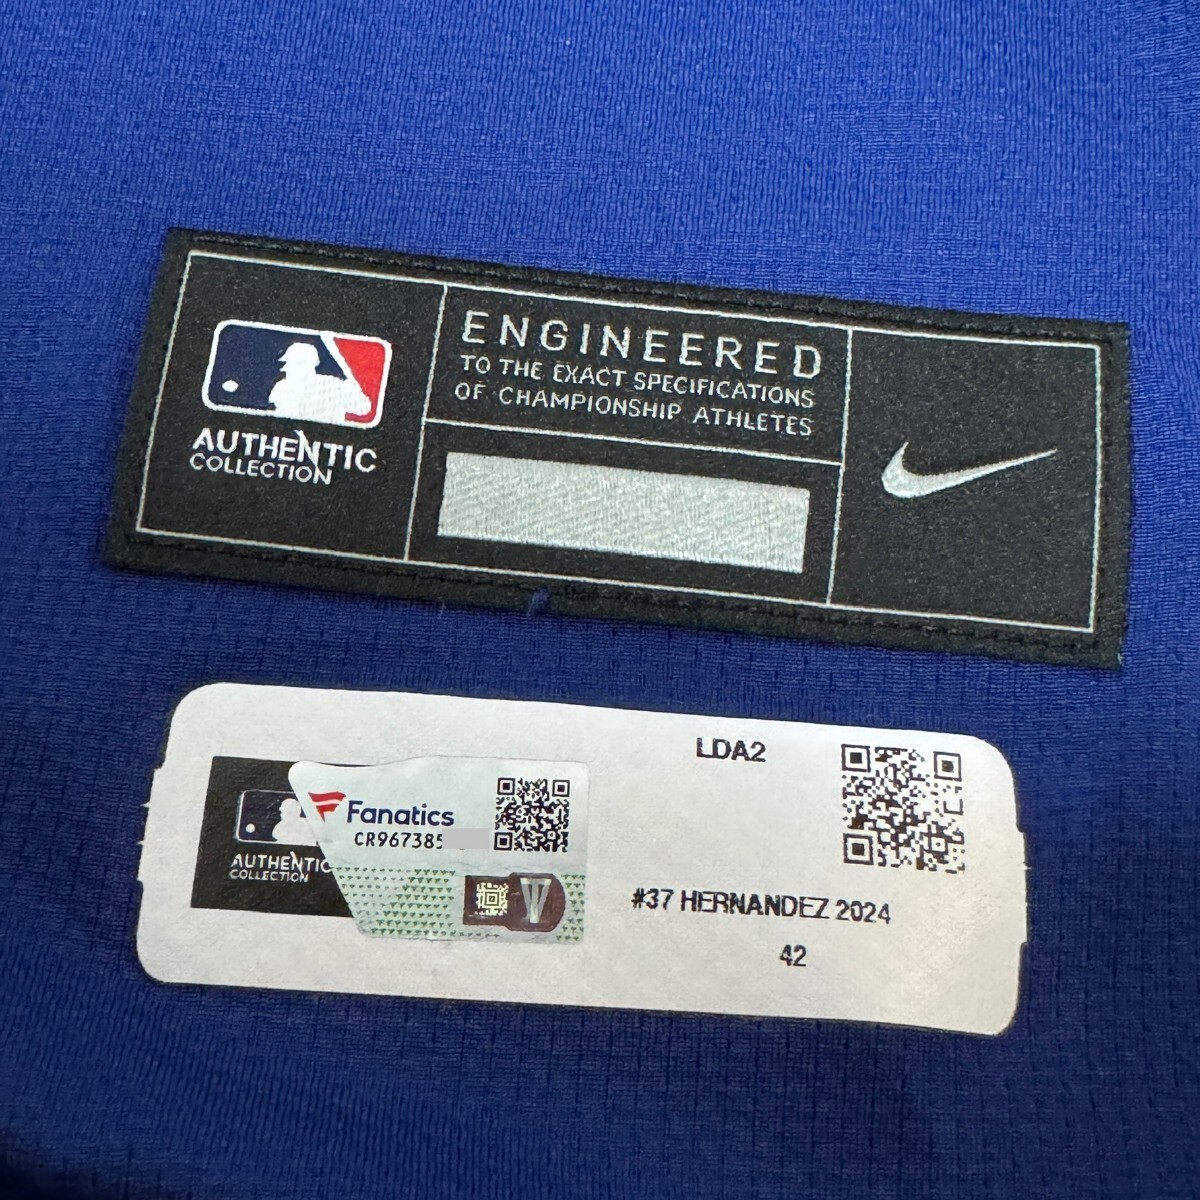 AUTHENTIC
COLLECTION
ENGINEERED
TO THE EXACT SPECIFICATIONS
OF CHAMPIONSHIP ATHLETES
LDA2
Fanatics
CR967385
AUTHENTIC
COLLECTION
#37 HERNANDEZ 2024
42